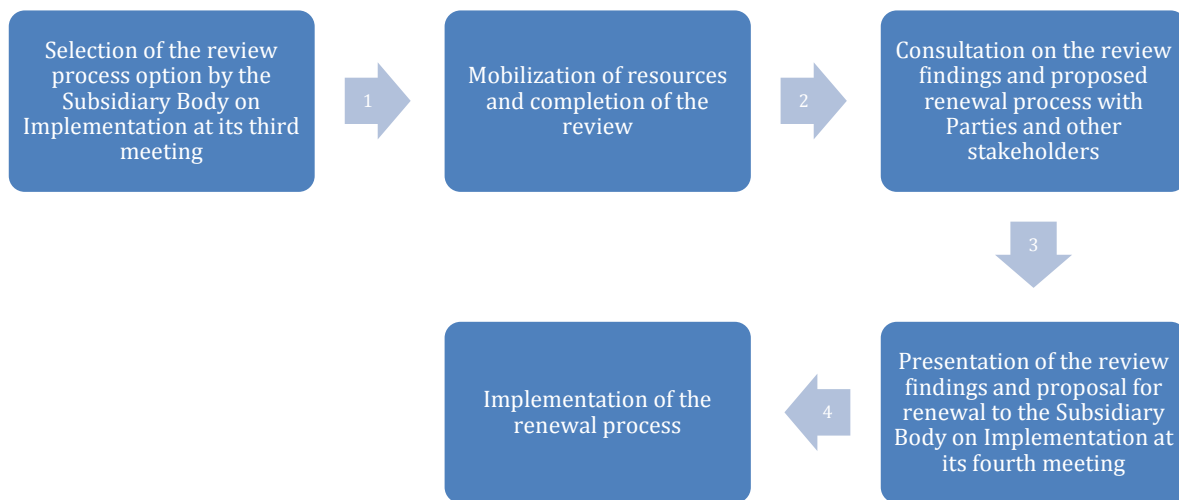 Selection of the review
process option by the
Subsidiary Body on
Implementation at its third
meeting
1
Mobilization of resources
and completion of the
review
2
Consultation on the review
findings and proposed
renewal process with
Parties and other
stakeholders
3
Presentation of the review
findings and proposal for
renewal to the Subsidiary
Body on Implementation at
its fourth meeting
4
Implementation of the
renewal process